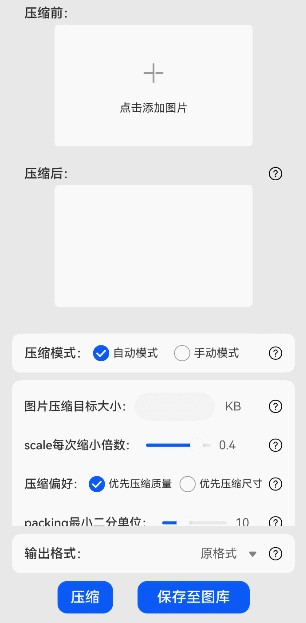 压缩前：
点击添加图片
压缩后：
压缩模式： 自动模式 手动模式
图片压缩目标大小： KB
scale每次缩小倍数： 0.4
压缩偏好： 优先压缩质量 优先压缩尺寸
packing最小二分单位： 10
输出格式： 原格式
压缩 保存至图库